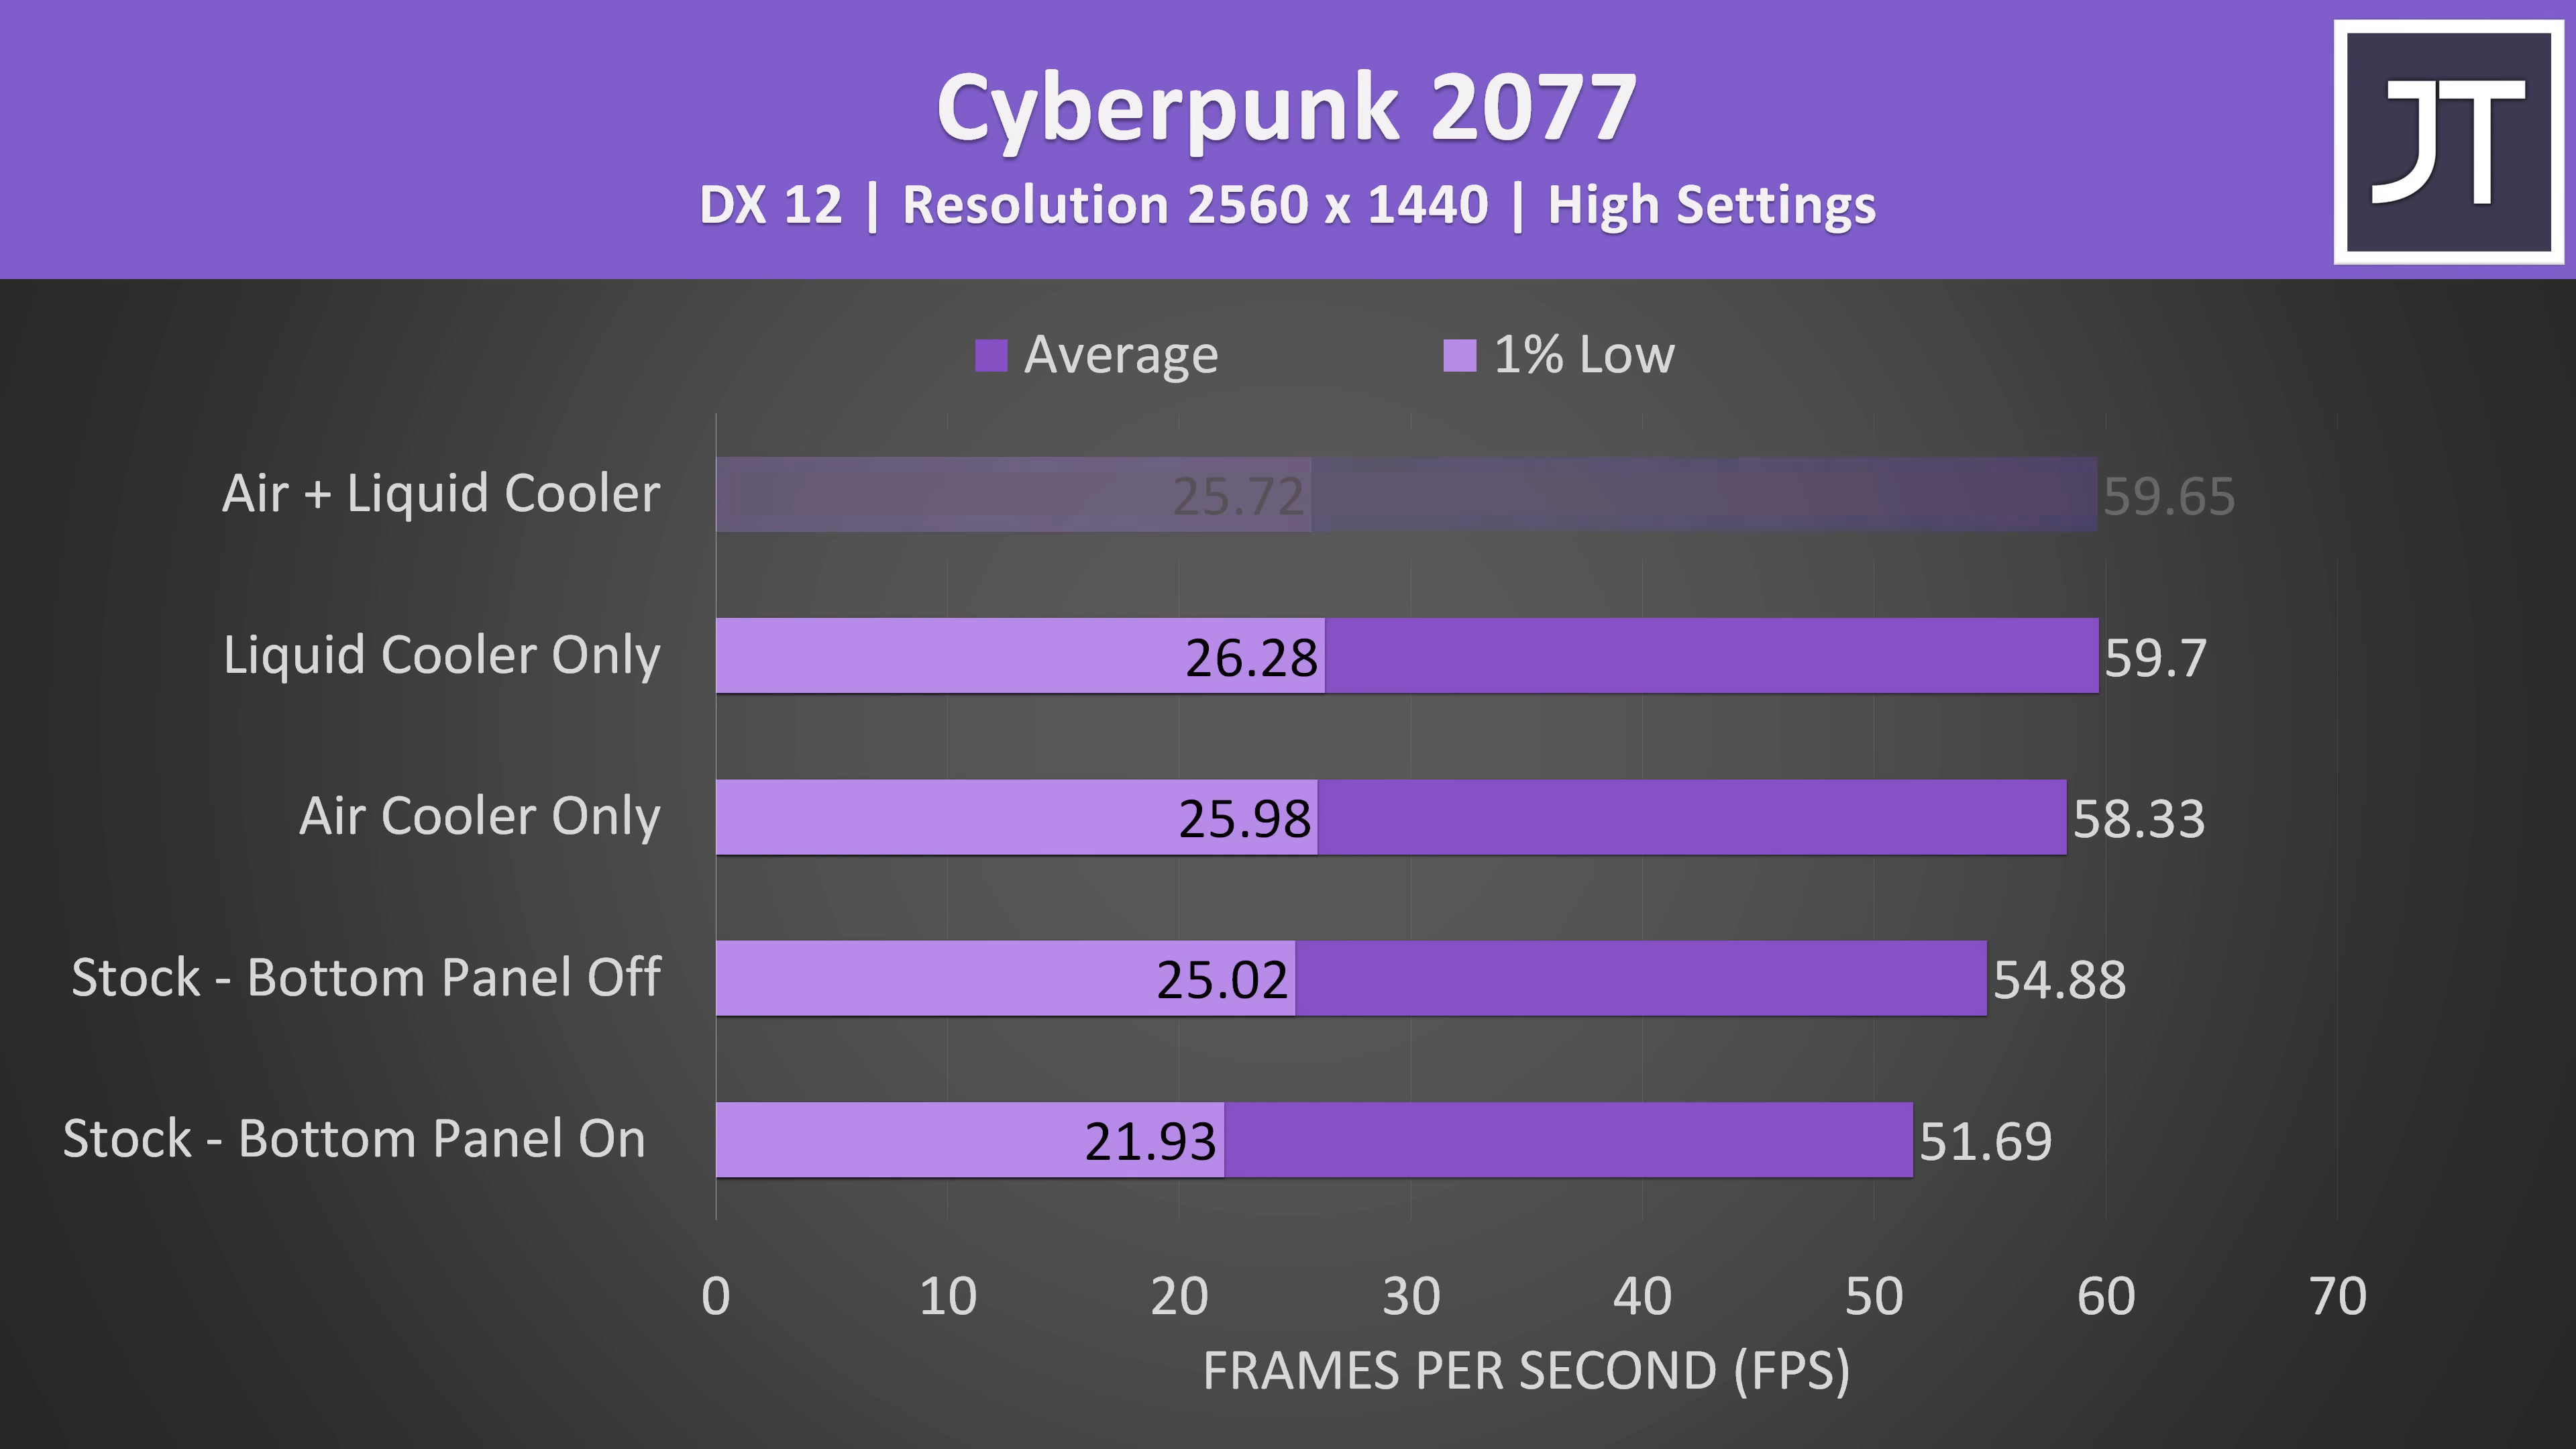 Cyberpunk 2077
DX 12 | Resolution 2560 x 1440 | High Settings
JT
Average
1% Low
Air + Liquid Cooler
25.72
59.65
Liquid Cooler Only
26.28
59.7
Air Cooler Only
25.98
58.33
Stock - Bottom Panel Off
25.02
54.88
Stock - Bottom Panel On
21.93
51.69
0 10 20 30 40 50 60 70
FRAMES PER SECOND (FPS)